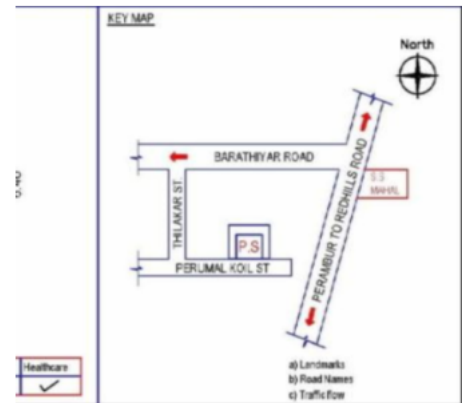 KEY MAP
North
BARATHIYAR ROAD
THILAKAR ST.
S.S
MAHAL
PERAMBUR TO REDHILLS ROAD
P.S
PERUMAL KOIL ST
a) Landmarks
b) Road Names
c) Traffic flow
Healthcare